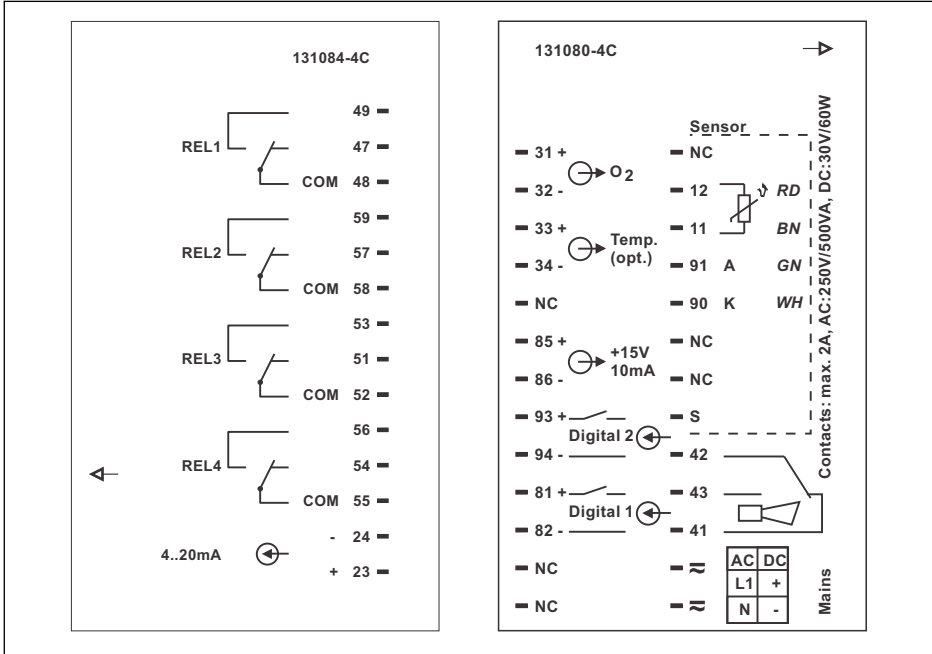 131084-4C
49
REL1 47
COM 48
59
REL2 57
COM 58
53
REL3 51
COM 52
56
REL4 54
COM 55
- 24
4..20mA
+ 23
131080-4C
Sensor
31 + NC
O2
32 - 12 RD
33 + 11 BN
Temp.
(opt.)
34 - 91 A GN
NC 90 K WH
85 + NC
+15V
10mA
86 - NC
93 + S
Digital 2
94 - 42
81 + 43
Digital 1
82 - 41
NC ≂ AC DC
L1 +
NC ≂ N -
Contacts: max. 2A, AC:250V/500VA, DC:30V/60W
Mains